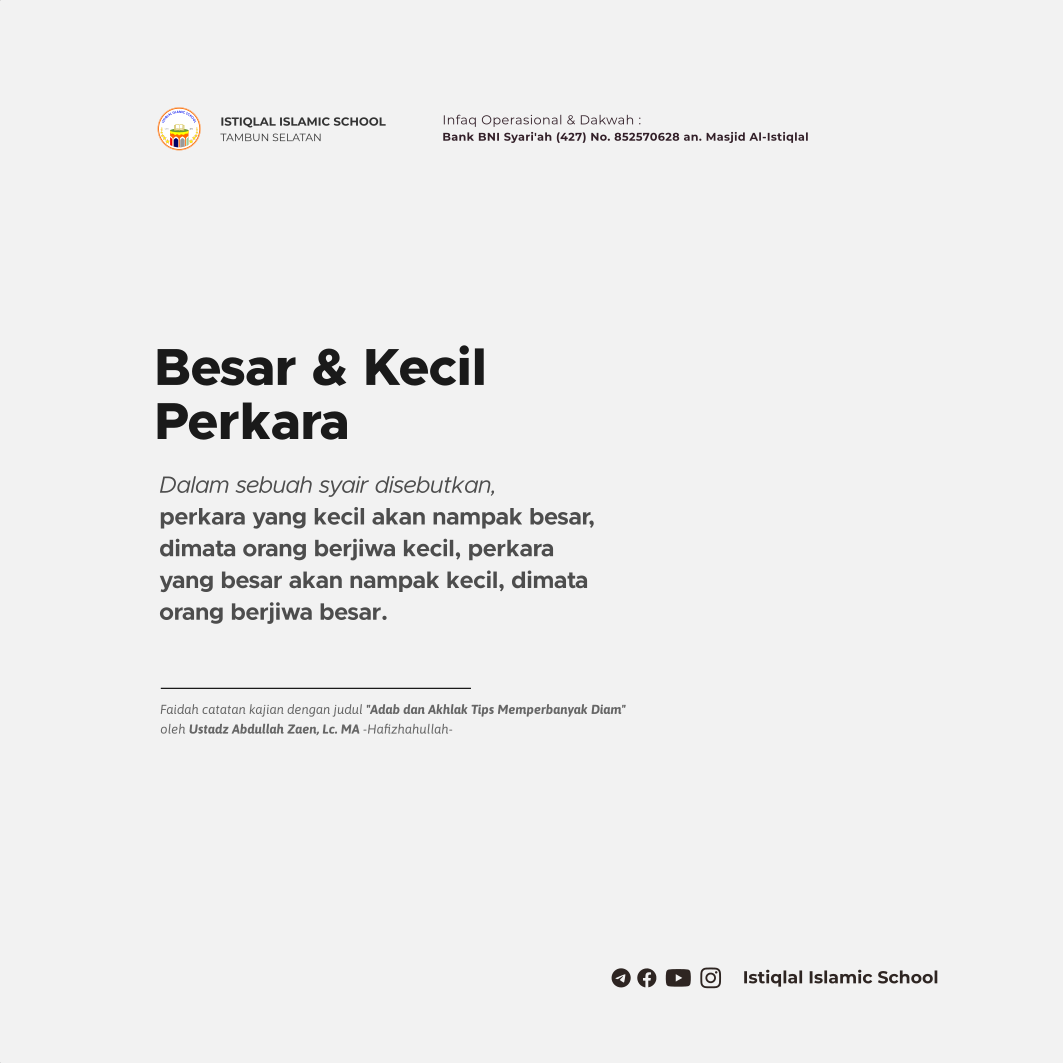 ISTIQLAL ISLAMIC SCHOOL
TAMBUN SELATAN
Infaq Operasional & Dakwah :
Bank BNI Syari'ah (427) No. 852570628 an. Masjid Al-Istiqlal
Besar & Kecil
Perkara
Dalam sebuah syair disebutkan,
perkara yang kecil akan nampak besar,
dimata orang berjiwa kecil, perkara
yang besar akan nampak kecil, dimata
orang berjiwa besar.
Faidah catatan kajian dengan judul "Adab dan Akhlak Tips Memperbanyak Diam"
oleh Ustadz Abdullah Zaen, Lc. MA -Hafizhahullah-
Istiqlal Islamic School